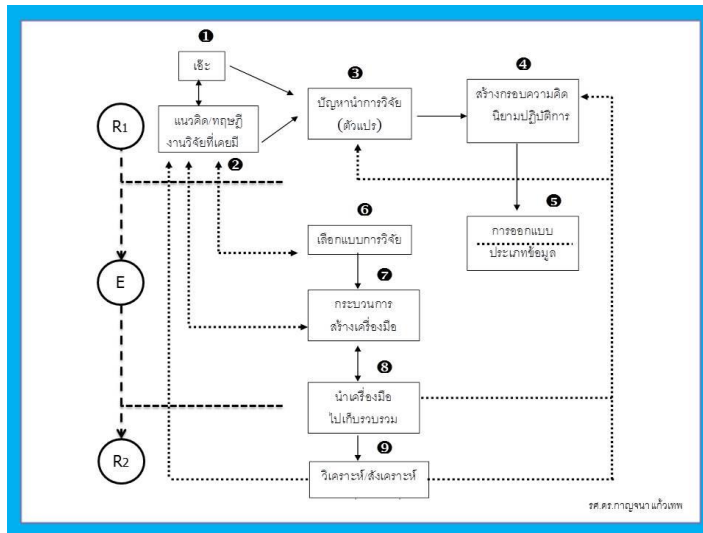 ❶
เอ๊ะ
R1
แนวคิด/ทฤษฎี
งานวิจัยที่เคยมี
❷
❸
ปัญหานำการวิจัย
(ตัวแปร)
❹
สร้างกรอบความคิด
นิยามปฏิบัติการ
❺
การออกแบบ
ประเภทข้อมูล
❻
เลือกแบบการวิจัย
E
❼
กระบวนการ
สร้างเครื่องมือ
❽
นำเครื่องมือ
ไปเก็บรวบรวม
❾
R2
วิเคราะห์/สังเคราะห์
รศ.ดร.กาญจนา แก้วเทพ